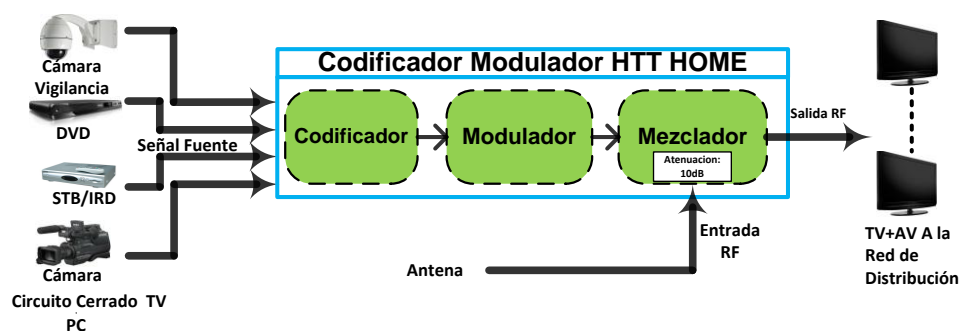 Codificador Modulador HTT HOME
Cámara
Vigilancia
DVD
Señal Fuente
STB/IRD
Cámara
Circuito Cerrado TV
PC
Codificador
Modulador
Mezclador
Atenuacion:
10dB
Salida RF
Entrada
RF
Antena
TV+AV A la
Red de
Distribución